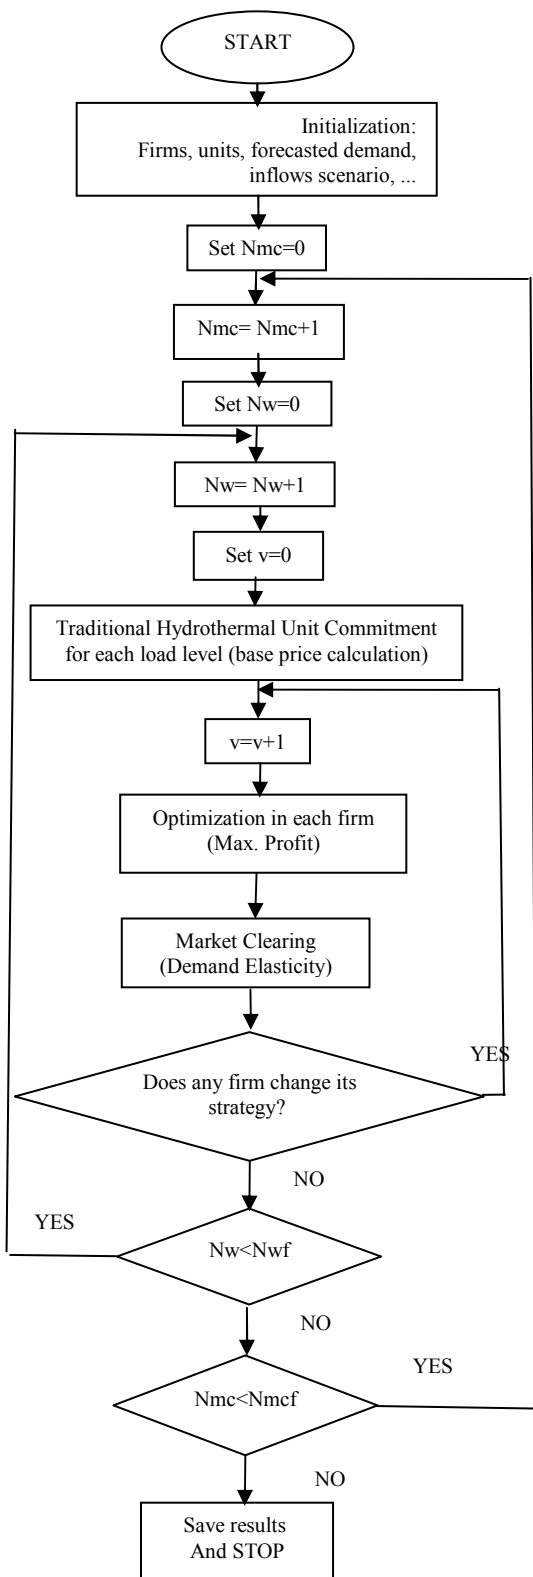 START
Initialization:
Firms, units, forecasted demand,
inflows scenario, ...
Set Nmc=0
Nmc= Nmc+1
Set Nw=0
Nw= Nw+1
Set v=0
Traditional Hydrothermal Unit Commitment
for each load level (base price calculation)
v=v+1
Optimization in each firm
(Max. Profit)
Market Clearing
(Demand Elasticity)
YES
Does any firm change its
strategy?
NO
YES
Nw<Nwf
NO
YES
Nmc<Nmcf
NO
Save results
And STOP